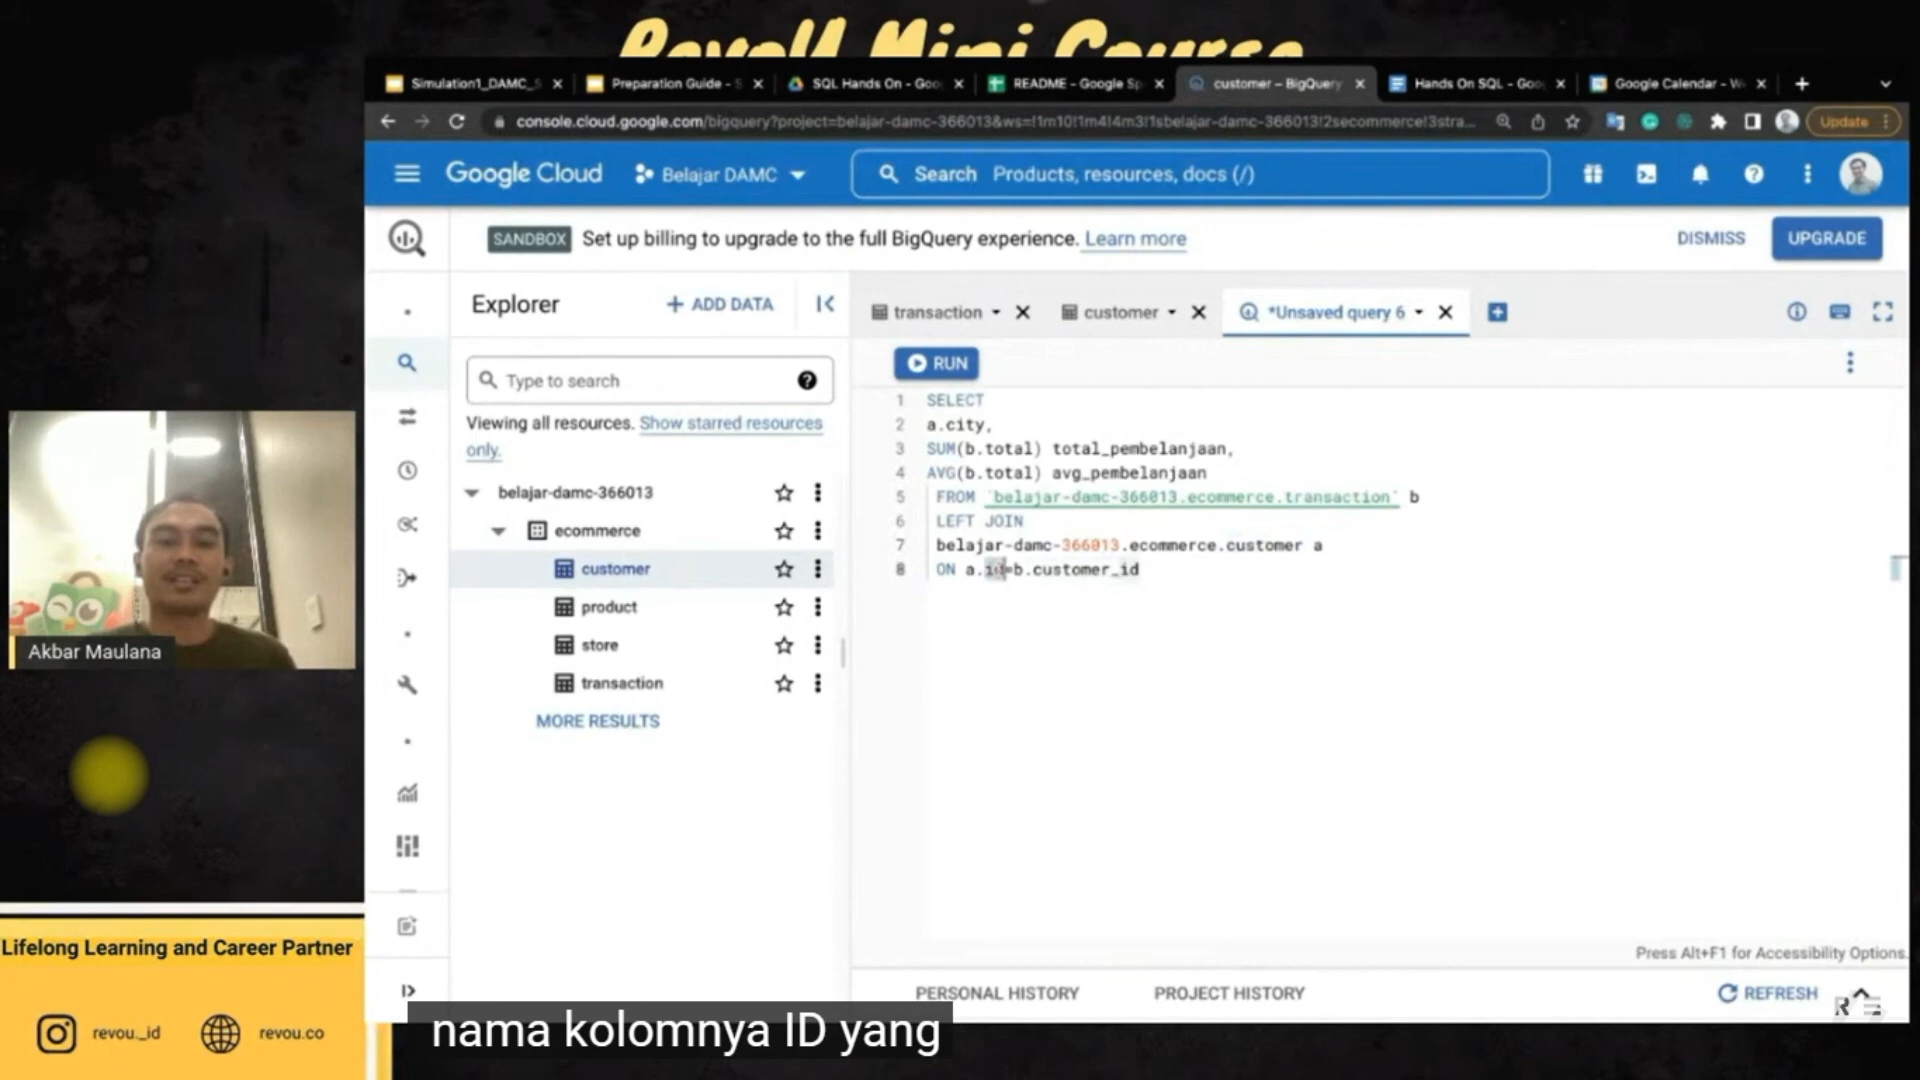 RevoU Mini Course
Simulation1_DAMC_S
Preparation Guide - S
SQL Hands On - Goo
README - Google Sp
customer – BigQuery
Hands On SQL - Goo
Google Calendar - W
console.cloud.google.com/bigquery?project=belajar-damc-366013&ws=!1m10!1m4!4m3!1sbelajar-damc-366013!2secommerce!3stra...
Update
Google Cloud
Belajar DAMC
Search Products, resources, docs (/)
SANDBOX Set up billing to upgrade to the full BigQuery experience. Learn more
DISMISS
UPGRADE
Explorer
+ ADD DATA
transaction
customer
*Unsaved query 6
Type to search
RUN
Viewing all resources. Show starred resources
only.
belajar-damc-366013
ecommerce
customer
product
store
transaction
MORE RESULTS
1 SELECT
2 a.city,
3 SUM(b.total) total_pembelanjaan,
4 AVG(b.total) avg_pembelanjaan
5 FROM `belajar-damc-366013.ecommerce.transaction` b
6 LEFT JOIN
7 belajar-damc-366013.ecommerce.customer a
8 ON a.id=b.customer_id
Akbar Maulana
Press Alt+F1 for Accessibility Options.
PERSONAL HISTORY
PROJECT HISTORY
REFRESH
Lifelong Learning and Career Partner
revou_id
revou.co
nama kolomnya ID yang